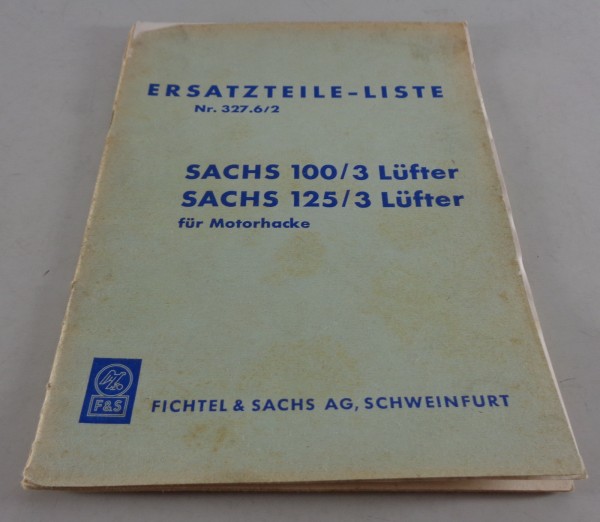 ERSATZTEILE-LISTE
Nr. 327.6/2
SACHS 100/3 Lüfter
SACHS 125/3 Lüfter
für Motorhacke
F&S
FICHTEL & SACHS AG, SCHWEINFURT